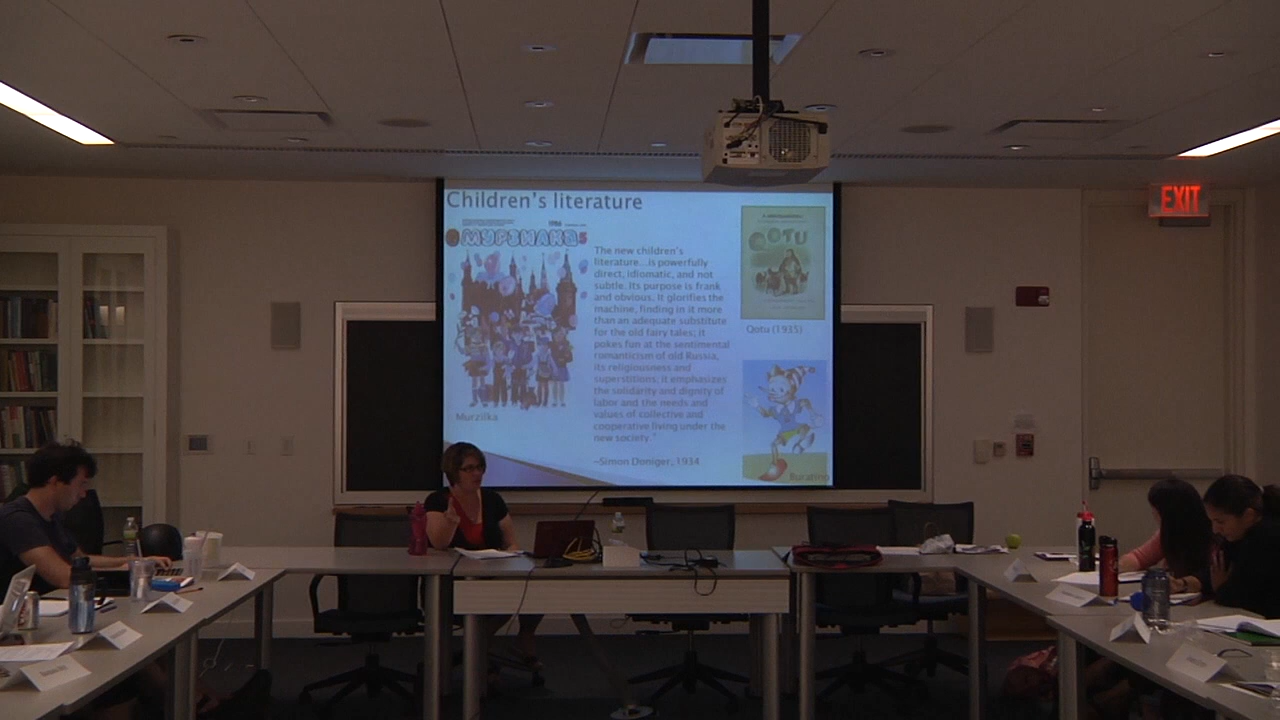 Children's literature
МУРЗИЛКА 5
The new children's
literature...is powerfully
direct, idiomatic, and not
subtle. Its purpose is frank
and obvious. It glorifies the
machine, finding in it more
than an adequate substitute
for the old fairy tales; it
pokes fun at the sentimental
romanticism of old Russia,
its religiousness and
superstitions; it emphasizes
the solidarity and dignity of
labor and the needs and
values of collective and
cooperative living under the
new society."
~Simon Doniger, 1934
Murzilka
QOTU
Qotu (1935)
Buratino
EXIT